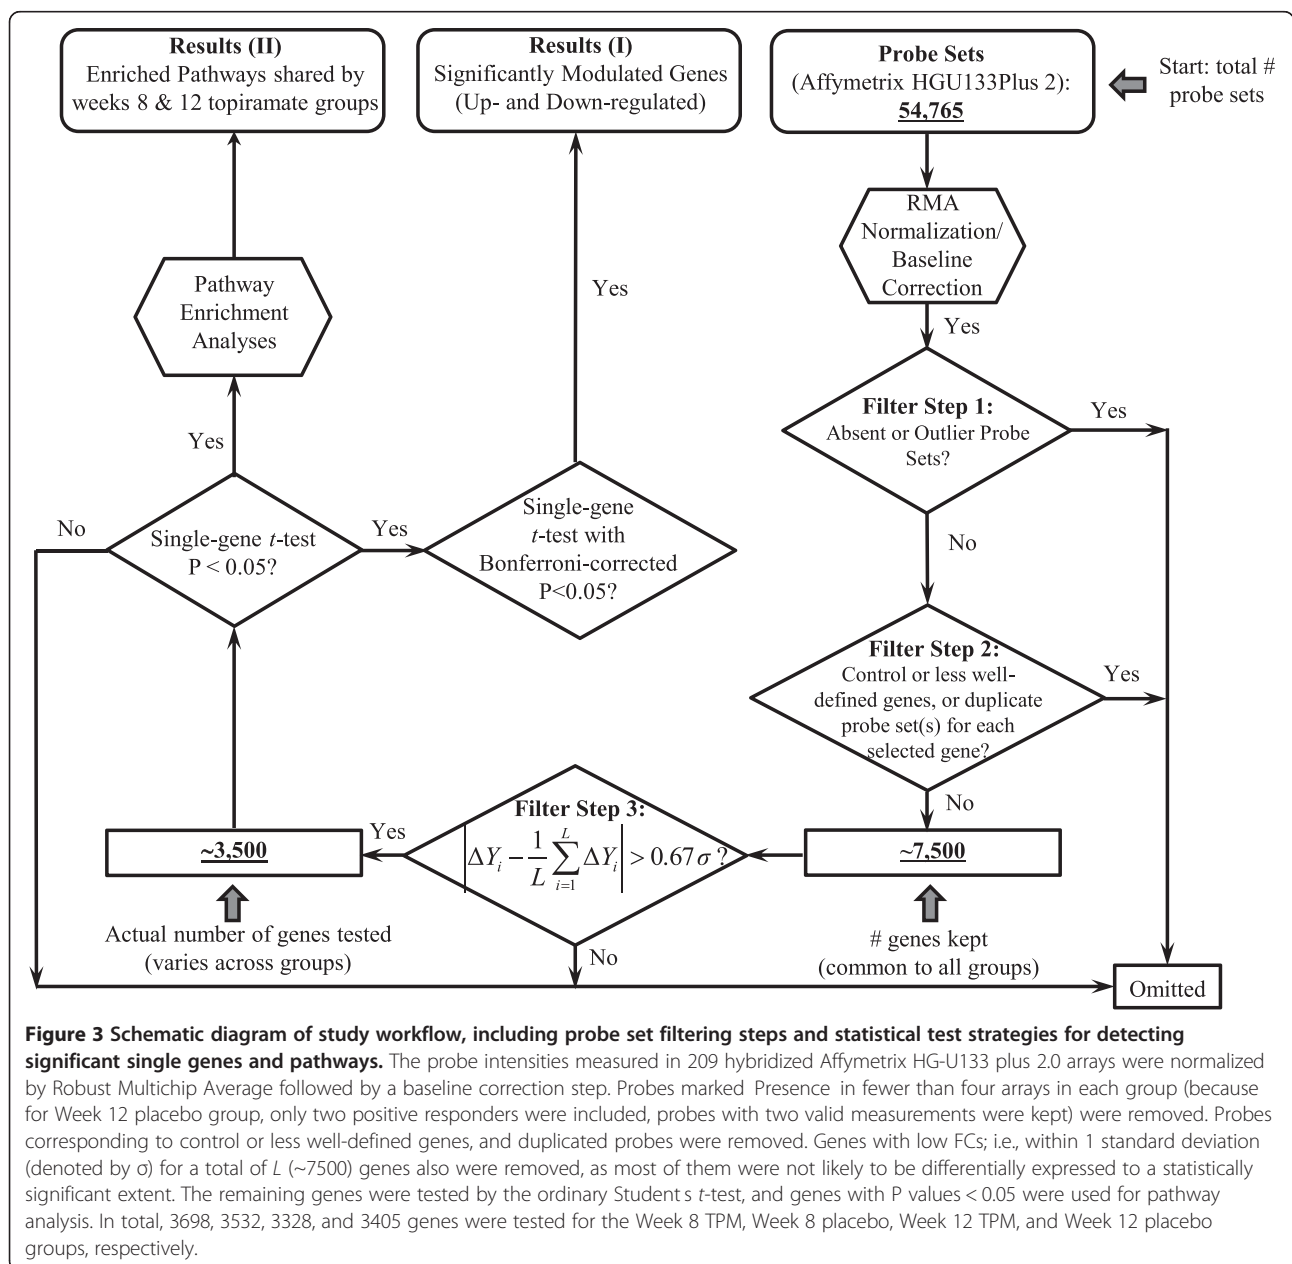 Results (II)
Enriched Pathways shared by
weeks 8 & 12 topiramate groups
Results (I)
Significantly Modulated Genes
(Up- and Down-regulated)
Probe Sets
(Affymetrix HGU133Plus 2):
54,765
Start: total #
probe sets
RMA
Normalization/
Baseline
Correction
Yes
Filter Step 1:
Absent or Outlier Probe
Sets?
Yes
No
Filter Step 2:
Control or less well-
defined genes, or duplicate
probe set(s) for each
selected gene?
Yes
No
~7,500
# genes kept
(common to all groups)
Filter Step 3:
|ΔYᵢ − 1/L ∑ᵢ₌₁ᴸ ΔYᵢ| > 0.67σ ?
No
Yes
~3,500
Actual number of genes tested
(varies across groups)
Single-gene t-test
P < 0.05?
No
Yes
Yes
Pathway
Enrichment
Analyses
Single-gene
t-test with
Bonferroni-corrected
P<0.05?
Yes
Omitted
Figure 3 Schematic diagram of study workflow, including probe set filtering steps and statistical test strategies for detecting
significant single genes and pathways. The probe intensities measured in 209 hybridized Affymetrix HG-U133 plus 2.0 arrays were normalized
by Robust Multichip Average followed by a baseline correction step. Probes marked Presence in fewer than four arrays in each group (because
for Week 12 placebo group, only two positive responders were included, probes with two valid measurements were kept) were removed. Probes
corresponding to control or less well-defined genes, and duplicated probes were removed. Genes with low FCs; i.e., within 1 standard deviation
(denoted by σ) for a total of L (~7500) genes also were removed, as most of them were not likely to be differentially expressed to a statistically
significant extent. The remaining genes were tested by the ordinary Student s t-test, and genes with P values < 0.05 were used for pathway
analysis. In total, 3698, 3532, 3328, and 3405 genes were tested for the Week 8 TPM, Week 8 placebo, Week 12 TPM, and Week 12 placebo
groups, respectively.